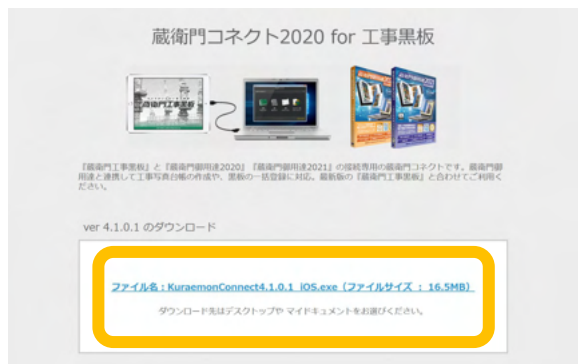 蔵衛門コネクト2020 for 工事黒板
蔵衛門工事黒板
『蔵衛門工事黒板』と『蔵衛門御用達2020』『蔵衛門御用達2021』の接続専用の蔵衛門コネクトです。蔵衛門御
用達と連携して工事写真台帳の作成や、黒板の一括登録に対応。最新版の『蔵衛門工事黒板』と合わせてご利用く
ださい。
ver 4.1.0.1 のダウンロード
ファイル名：KuraemonConnect4.1.0.1_iOS.exe（ファイルサイズ ： 16.5MB）
ダウンロード先はデスクトップや マイドキュメントをお選びください。